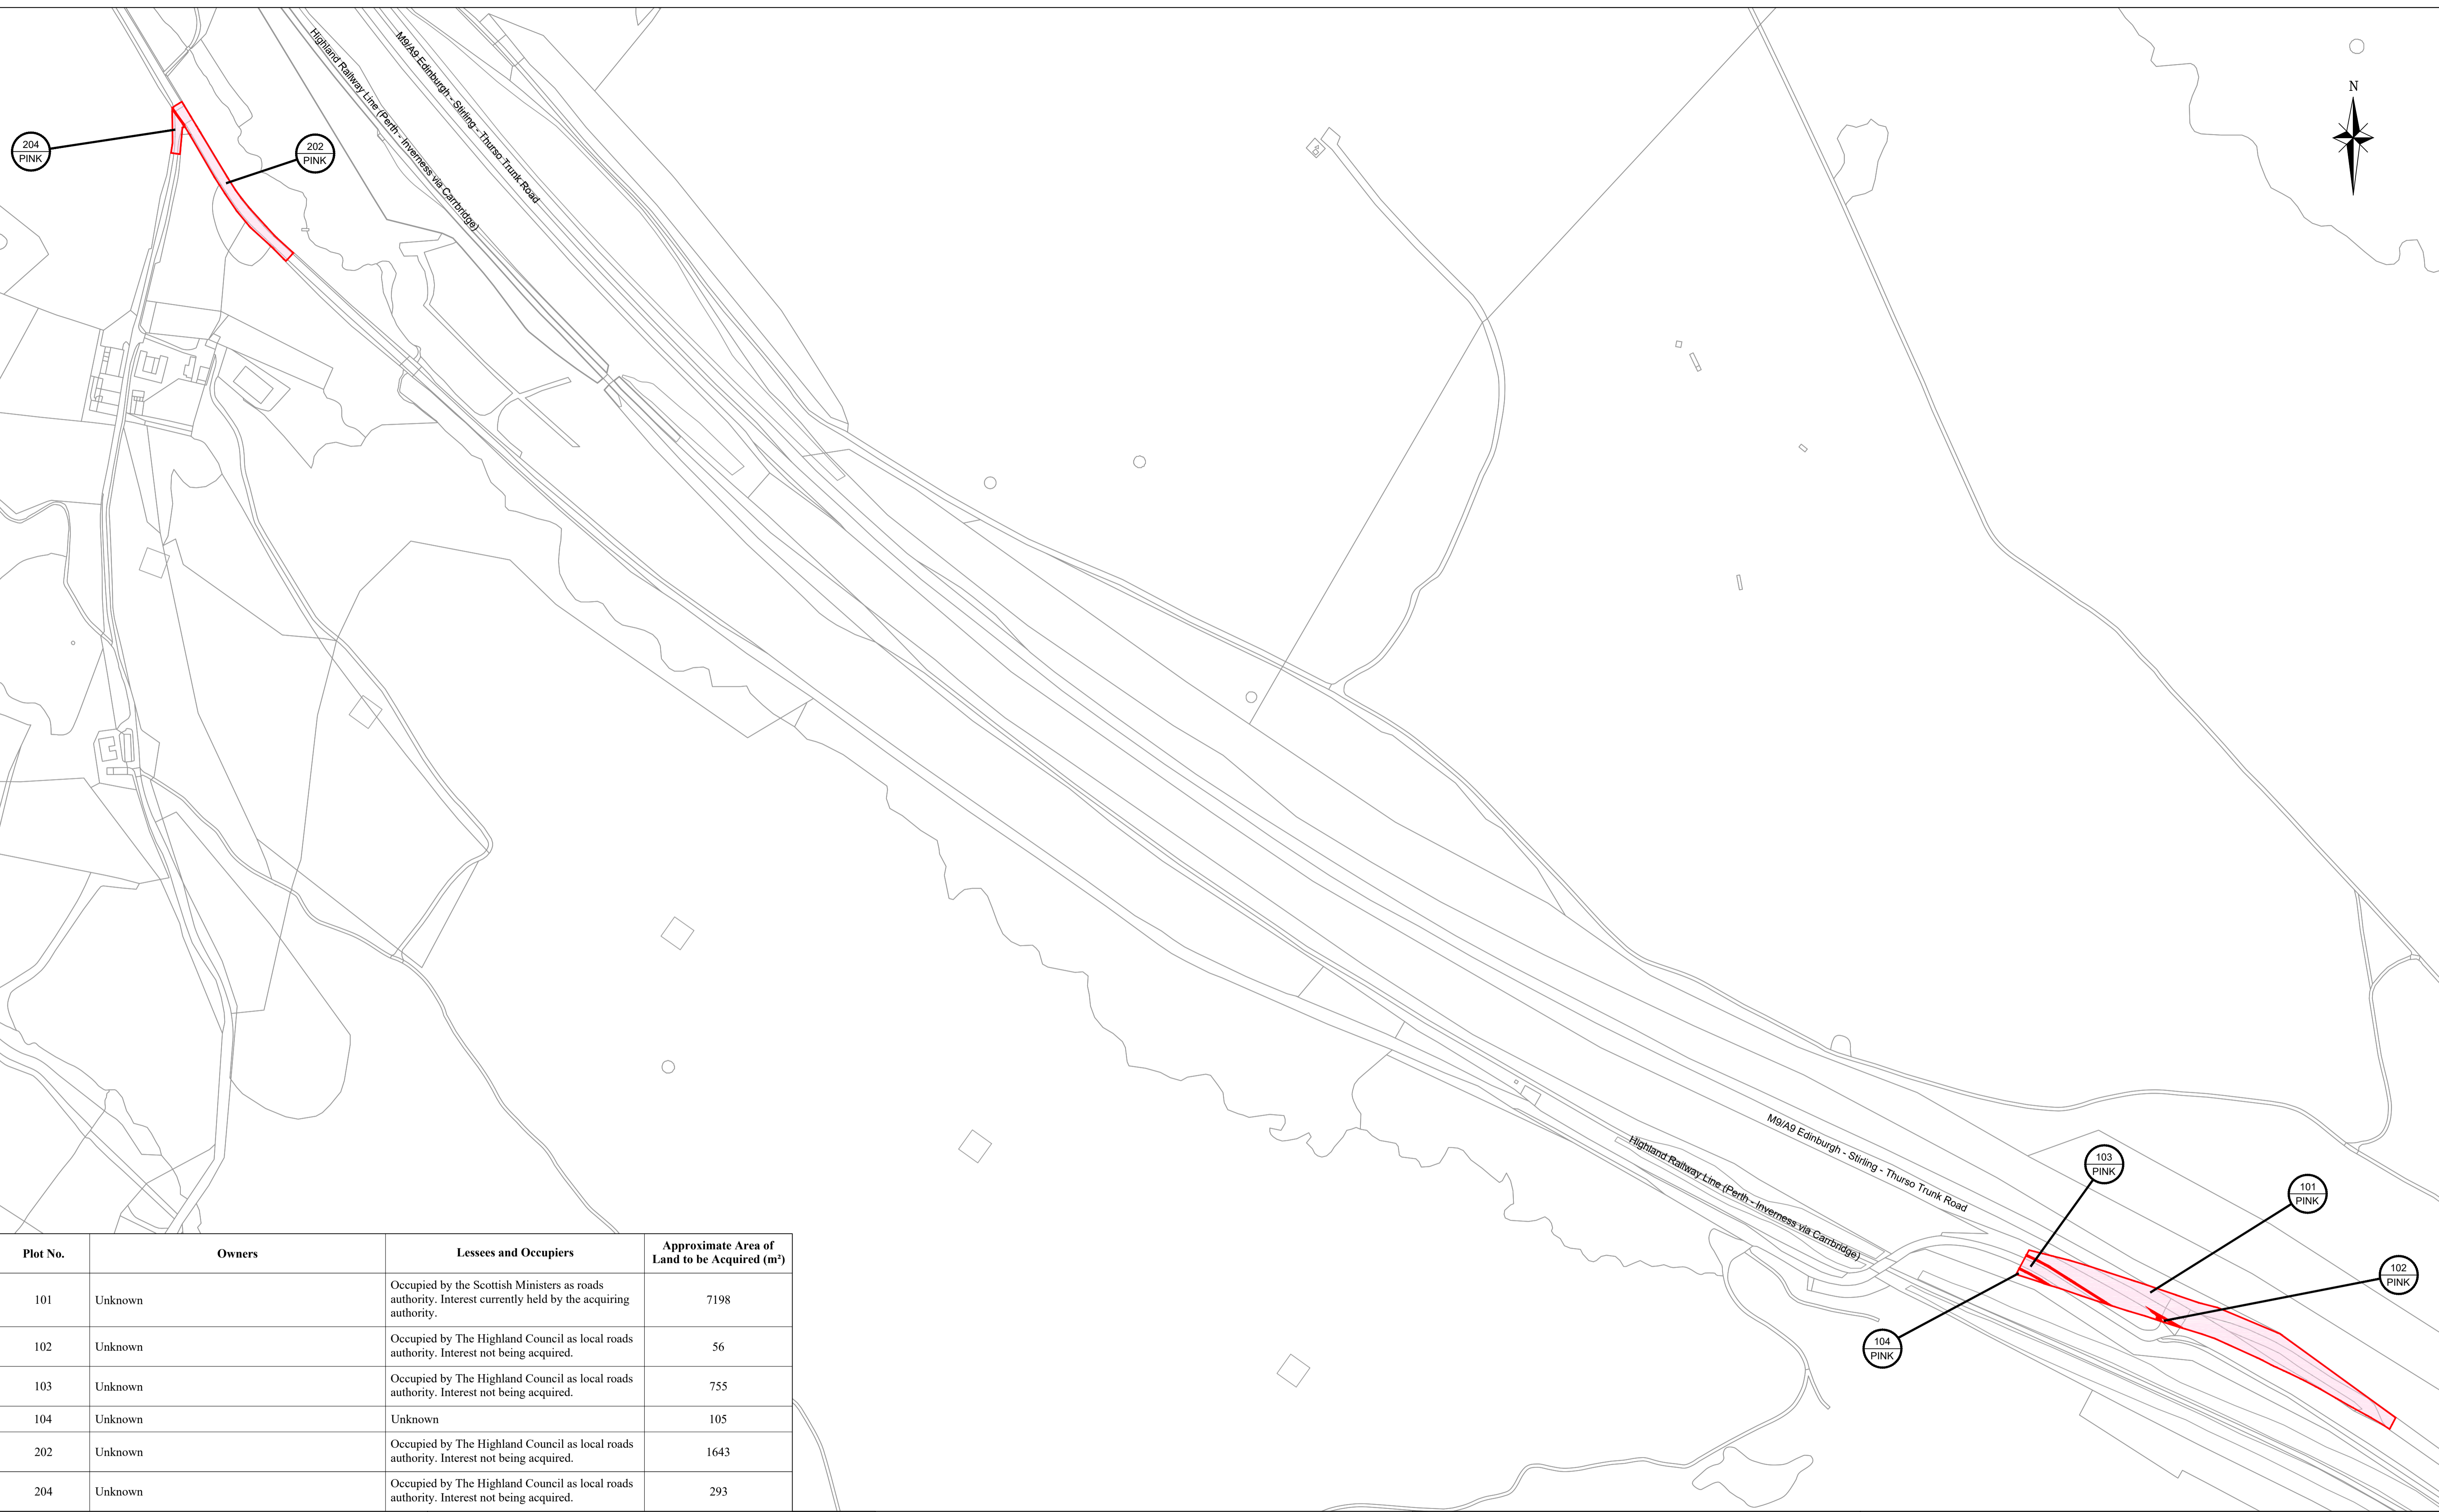 Highland Railway Line (Perth - Inverness via Carrbridge)
M9/A9 Edinburgh - Stirling - Thurso Trunk Road
N
204
PINK
202
PINK
M9/A9 Edinburgh - Stirling - Thurso Trunk Road
Highland Railway Line (Perth - Inverness via Carrbridge)
103
PINK
101
PINK
102
PINK
104
PINK
Plot No. Owners Lessees and Occupiers Approximate Area of
Land to be Acquired (m²)
Occupied by the Scottish Ministers as roads
101 Unknown authority. Interest currently held by the acquiring 7198
authority.
Occupied by The Highland Council as local roads
102 Unknown authority. Interest not being acquired. 56
Occupied by The Highland Council as local roads
103 Unknown authority. Interest not being acquired. 755
104 Unknown Unknown 105
Occupied by The Highland Council as local roads
202 Unknown authority. Interest not being acquired. 1643
Occupied by The Highland Council as local roads
204 Unknown authority. Interest not being acquired. 293